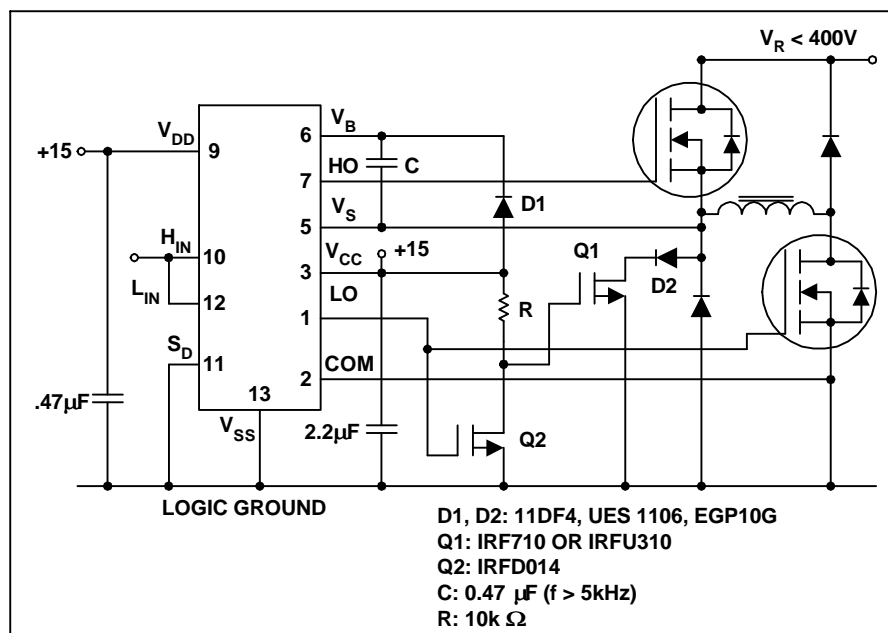 V_R < 400V
+15
V_DD
9
6
V_B
7
HO
C
5
V_S
D1
H_IN
10
L_IN
12
3
V_CC
+15
LO
1
R
Q1
D2
S_D
11
2
COM
13
V_SS
.47µF
2.2µF
Q2
LOGIC GROUND
D1, D2: 11DF4, UES 1106, EGP10G
Q1: IRF710 OR IRFU310
Q2: IRFD014
C: 0.47 µF (f > 5kHz)
R: 10k Ω